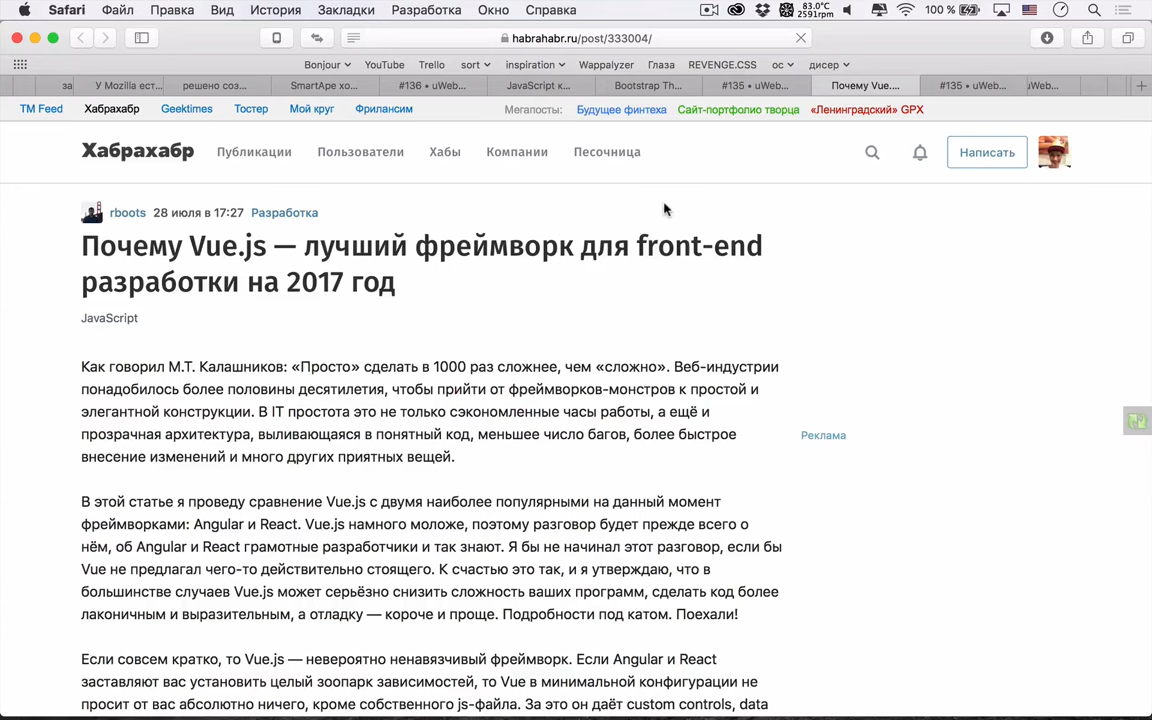 Safari Файл Правка Вид История Закладки Разработка Окно Справка 83.0°C 2591rpm 100 %
habrahabr.ru/post/333004/
Bonjour YouTube Trello sort inspiration Wappalyzer Глаза REVENGE.CSS ос дисер
за У Mozilla ест... решено соз... SmartApe хо... #136 • uWeb... JavaScript к... Bootstrap Th... #135 • uWeb... Почему Vue.... #135 • uWeb... uWeb...
TM Feed Хабрахабр Geektimes Тостер Мой круг Фрилансим Мегапосты: Будущее финтеха Сайт-портфолио творца «Ленинградский» GPX
Хабрахабр Публикации Пользователи Хабы Компании Песочница Написать
rboots 28 июля в 17:27 Разработка
Почему Vue.js — лучший фреймворк для front-end
разработки на 2017 год
JavaScript
Как говорил М.Т. Калашников: «Просто» сделать в 1000 раз сложнее, чем «сложно». Веб-индустрии
понадобилось более половины десятилетия, чтобы прийти от фреймворков-монстров к простой и
элегантной конструкции. В IT простота это не только сэкономленные часы работы, а ещё и
прозрачная архитектура, выливающаяся в понятный код, меньшее число багов, более быстрое
внесение изменений и много других приятных вещей.
Реклама
В этой статье я проведу сравнение Vue.js с двумя наиболее популярными на данный момент
фреймворками: Angular и React. Vue.js намного моложе, поэтому разговор будет прежде всего о
нём, об Angular и React грамотные разработчики и так знают. Я бы не начинал этот разговор, если бы
Vue не предлагал чего-то действительно стоящего. К счастью это так, и я утверждаю, что в
большинстве случаев Vue.js может серьёзно снизить сложность ваших программ, сделать код более
лаконичным и выразительным, а отладку — короче и проще. Подробности под катом. Поехали!
Если совсем кратко, то Vue.js — невероятно ненавязчивый фреймворк. Если Angular и React
заставляют вас установить целый зоопарк зависимостей, то Vue в минимальной конфигурации не
просит от вас абсолютно ничего, кроме собственного js-файла. За это он даёт custom controls, data